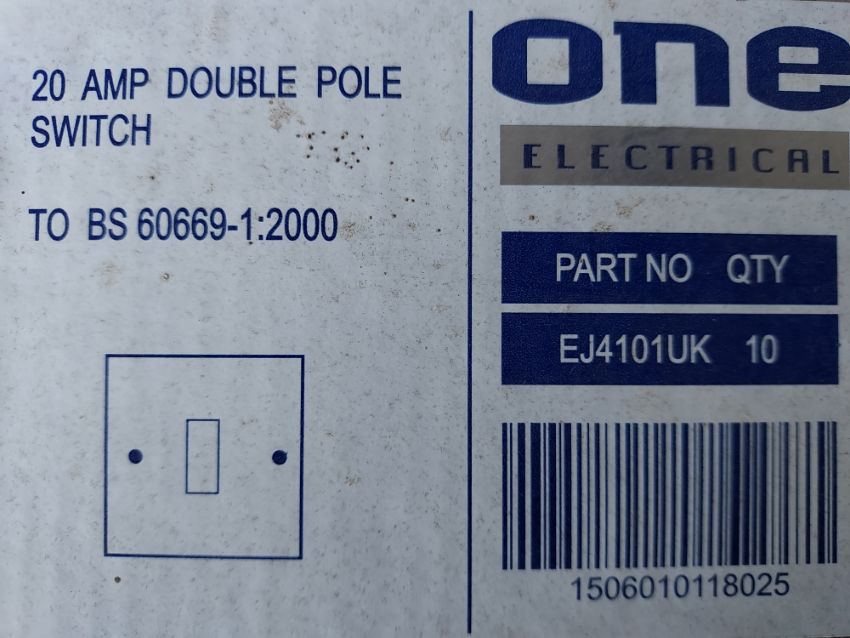 20 AMP DOUBLE POLE
SWITCH
TO BS 60669-1:2000
one
ELECTRICAL
PART NO QTY
EJ4101UK 10
1506010118025